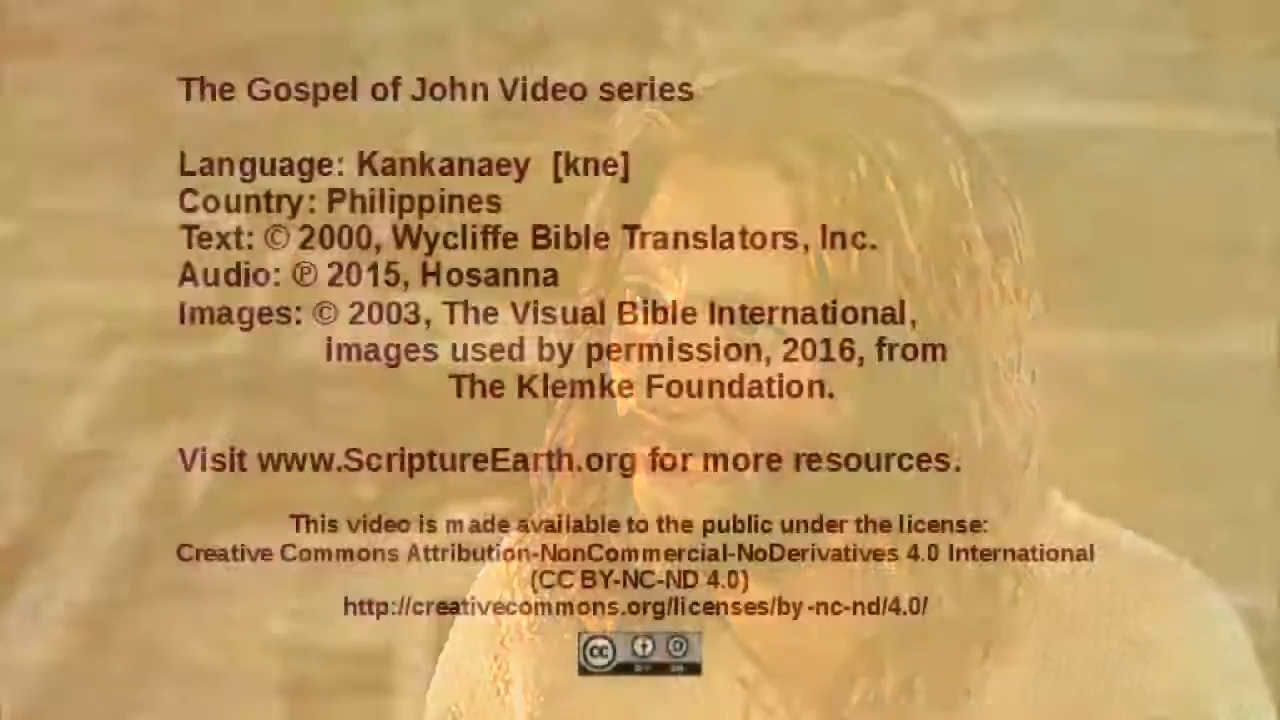 The Gospel of John Video series
Language: Kankanaey [kne]
Country: Philippines
Text: © 2000, Wycliffe Bible Translators, Inc.
Audio: ℗ 2015, Hosanna
Images: © 2003, The Visual Bible International,
images used by permission, 2016, from
The Klemke Foundation.
Visit www.ScriptureEarth.org for more resources.
This video is made available to the public under the license:
Creative Commons Attribution-NonCommercial-NoDerivatives 4.0 International
(CC BY-NC-ND 4.0)
http://creativecommons.org/licenses/by-nc-nd/4.0/
cc